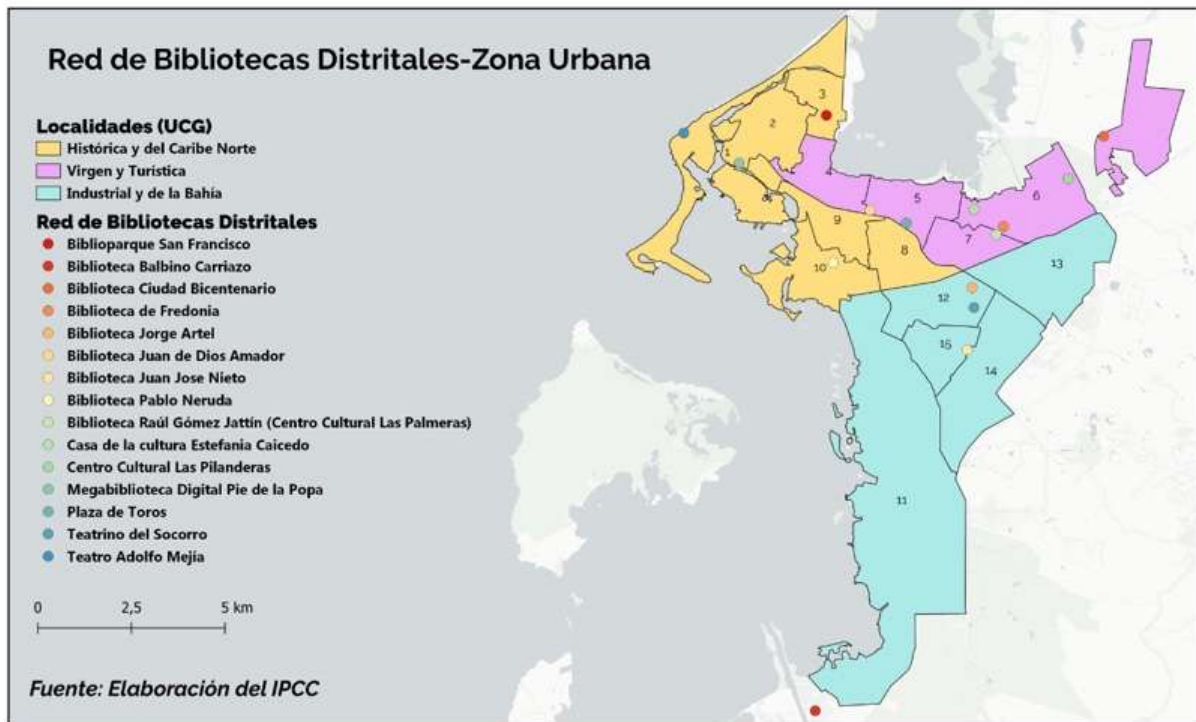 Red de Bibliotecas Distritales-Zona Urbana
Localidades (UCG)
Histórica y del Caribe Norte
Virgen y Turística
Industrial y de la Bahía
Red de Bibliotecas Distritales
Biblioparque San Francisco
Biblioteca Balbino Carriazo
Biblioteca Ciudad Bicentenario
Biblioteca de Fredonia
Biblioteca Jorge Artel
Biblioteca Juan de Dios Amador
Biblioteca Juan Jose Nieto
Biblioteca Pablo Neruda
Biblioteca Raúl Gómez Jattín (Centro Cultural Las Palmeras)
Casa de la cultura Estefania Caicedo
Centro Cultural Las Pilanderas
Megabiblioteca Digital Pie de la Popa
Plaza de Toros
Teatrino del Socorro
Teatro Adolfo Mejía
0 2,5 5 km
Fuente: Elaboración del IPCC
3
2
1
4
5
6
9
7
8
10
13
12
15
14
11